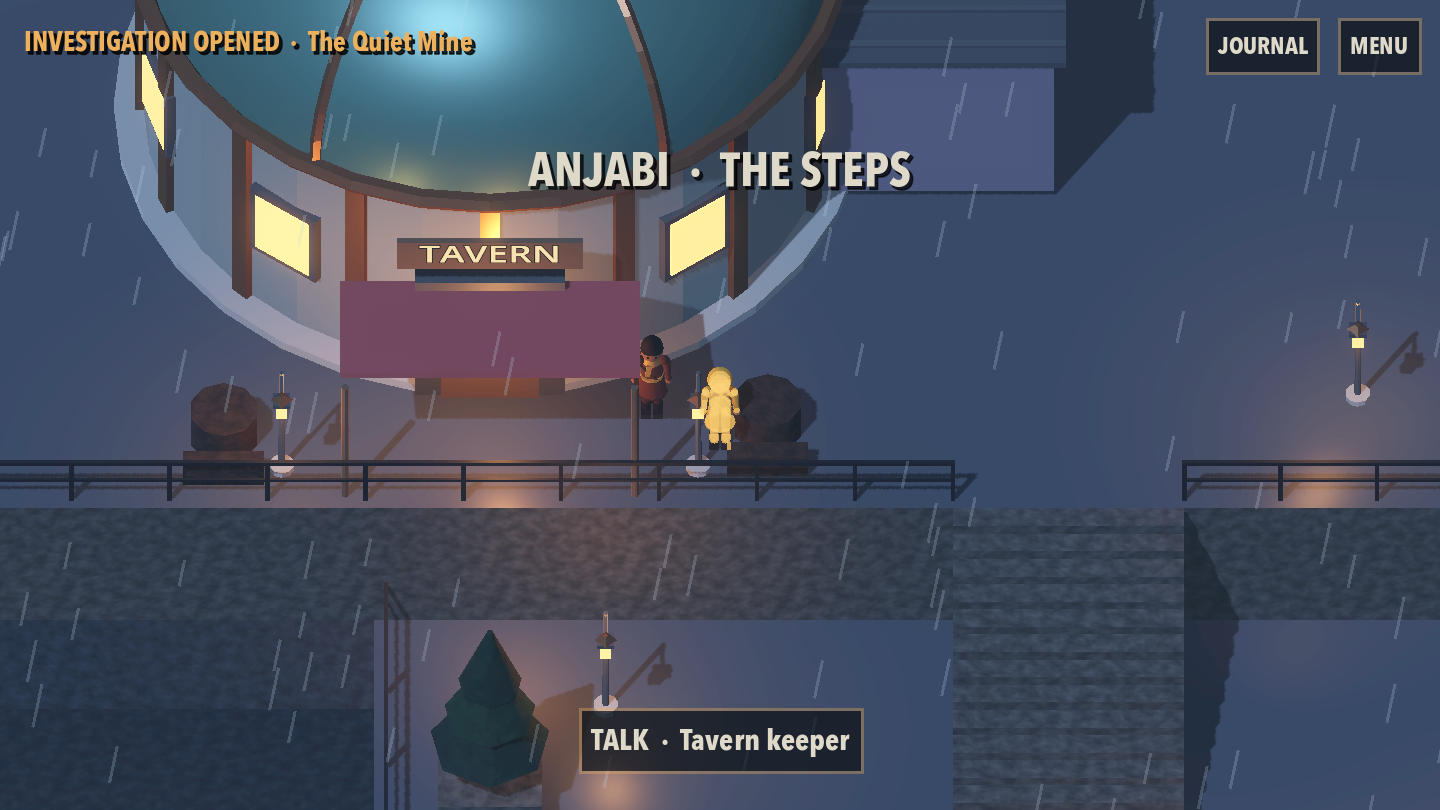 INVESTIGATION OPENED · The Quiet Mine
JOURNAL
MENU
ANJABI · THE STEPS
TAVERN
TALK · Tavern keeper